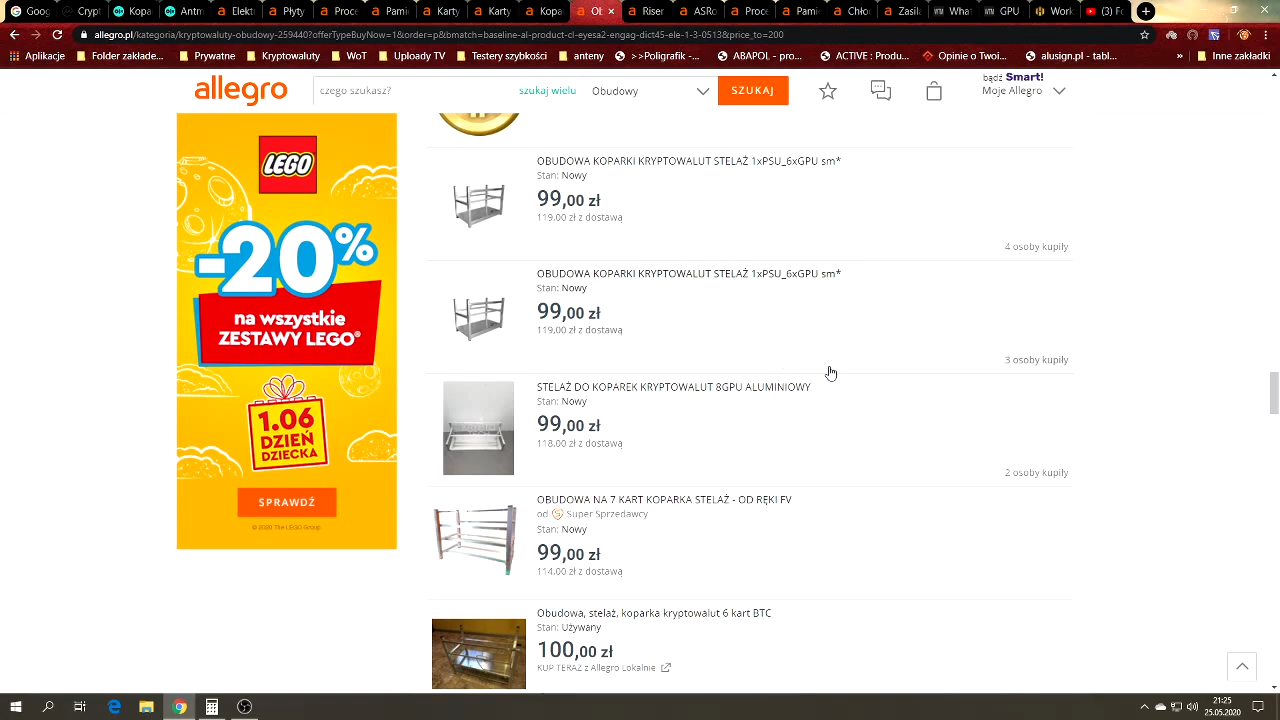 Goog
Crypt
Kopa
Admi
Elekt
Płyty
Proce
Pami
Karty
Karty
Kopa
Ol
Riser
ASRo
Proce
Pami
Chło
Zasila
What
GPU
Work
(3) Fo
allegro.pl/kategoria/kryptowaluty-obudowy-259440?offerTypeBuyNow=1&order=p&bmatch=baseline-al-product-cl-eyesa2-engag-dict45-ele-1-3-0513&price_to=200
Aplikacje
Folder zakładek...
Prywatne
Kryptowaluty
WoT
Uploady TV
Testery szybkości...
anteny
>>Poligrafik -...
ABAPOL - produ...
ACTIVE : Produ...
Opinie o Twino...
alusign.pl - tabl...
»
Inne zakładki
allegro
czego szukasz?
szukaj wielu
Obudowy
SZUKAJ
bądź Smart!
Moje Allegro
LEGO
-20%
na wszystkie
ZESTAWY LEGO®
1.06
DZIEŃ
DZIECKA
SPRAWDŹ
© 2020 The LEGO Group
OBUDOWA KOPARKI KRYPTOWALUT STELAŻ 1xPSU_6xGPU sm*
Stan: Nowy
99,00 zł
119,00 zł z dostawą
4 osoby kupiły
OBUDOWA KOPARKI KRYPTOWALUT STELAŻ 1xPSU_6xGPU sm*
Stan: Nowy
99,00 zł
119,00 zł z dostawą
3 osoby kupiły
STELAŻ DO KOPAREK KRYPTOWALUT 8GPU ALUMINIOWY
Stan: Nowy
99,00 zł
118,00 zł z dostawą
2 osoby kupiły
OBUDOWA NA 7 KART KOPARKA STELAZ - OD RĘKI FV
od Super Sprzedawcy
Stan: Nowy
99,00 zł
114,00 zł z dostawą
Obudowa, stelaż, koparka kryptowalut 6 kart BTC
Stan: Używany
100,00 zł
KUP TERAZ z Allegro Lokalnie
21:25
25.05.2020